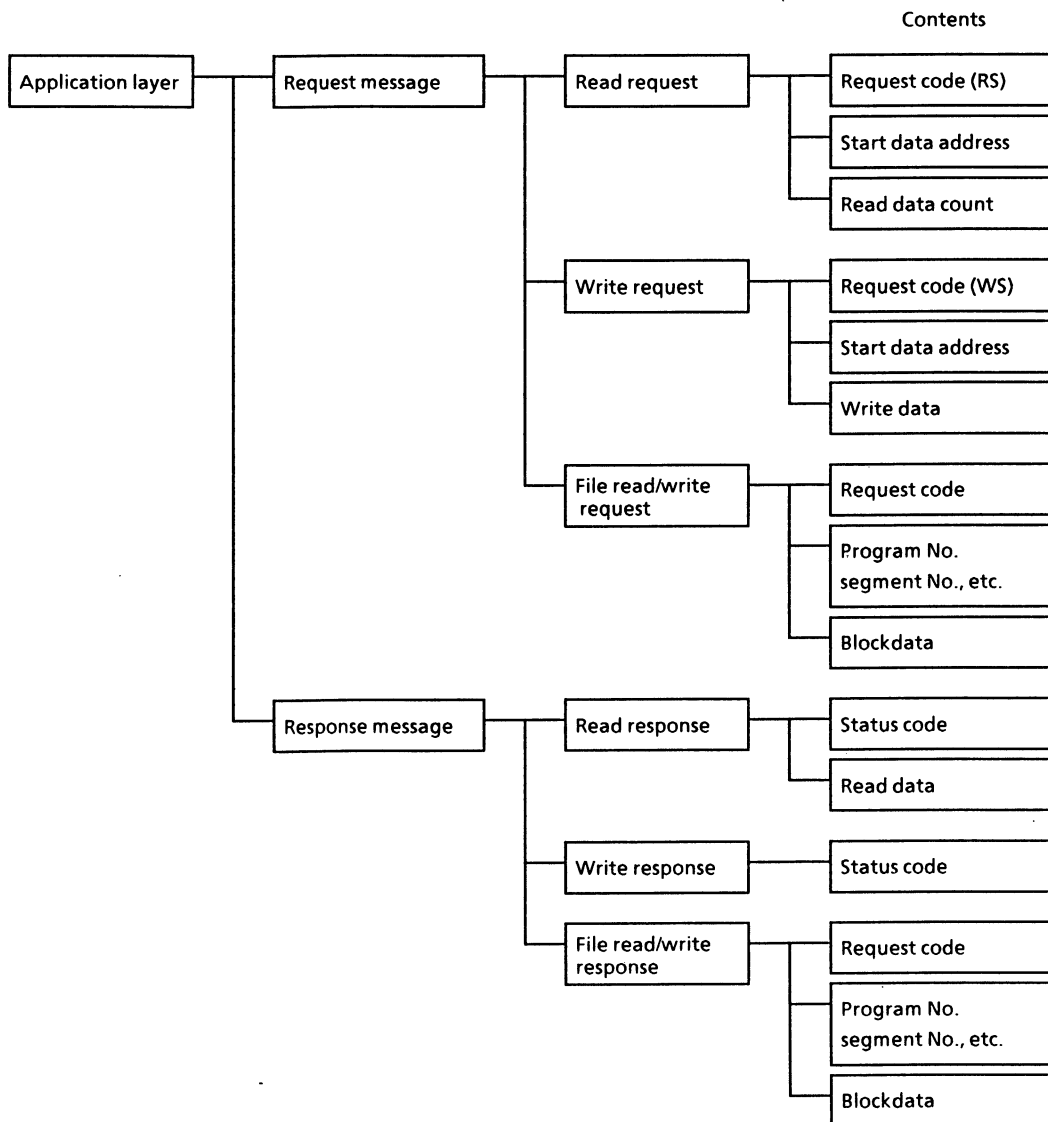 Contents
Application layer
Request message
Read request
Request code (RS)
Start data address
Read data count
Write request
Request code (WS)
Start data address
Write data
File read/write
request
Request code
Program No.
segment No., etc.
Blockdata
Response message
Read response
Status code
Read data
Write response
Status code
File read/write
response
Request code
Program No.
segment No., etc.
Blockdata